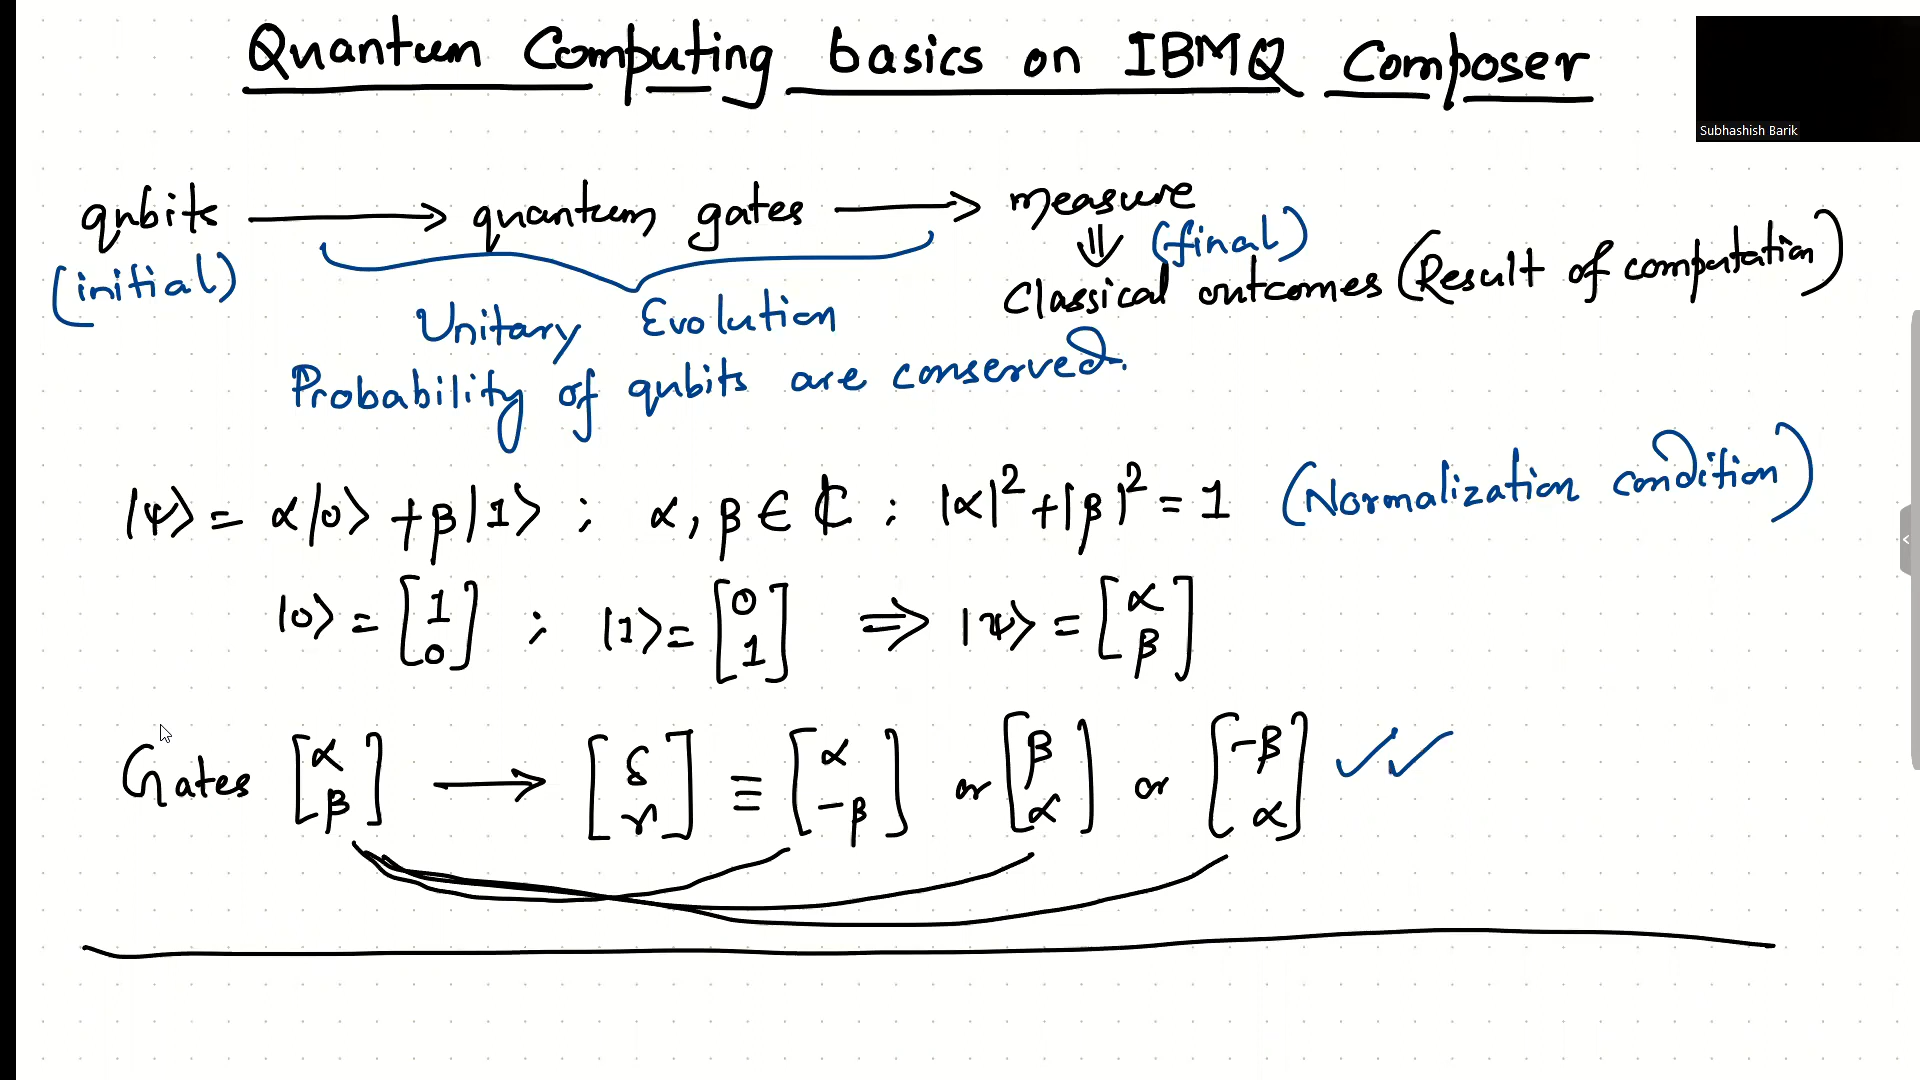 Quantum Computing basics on IBMQ Composer
Subhashish Barik
qubits ⟶ quantum gates ⟶ measure
(initial) ⇓ (final)
Classical outcomes (Result of computation)
Unitary Evolution
Probability of qubits are conserved.
|ψ⟩ = α|0⟩ + β|1⟩ ; α, β ∈ ℂ : |α|² + |β|² = 1 (Normalization condition)
|0⟩ = [1 0] ; |1⟩ = [0 1] ⇒ |ψ⟩ = [α β]
Gates [α β] ⟶ [δ γ] ≡ [α -β] or [β α] or [-β α] ✓✓